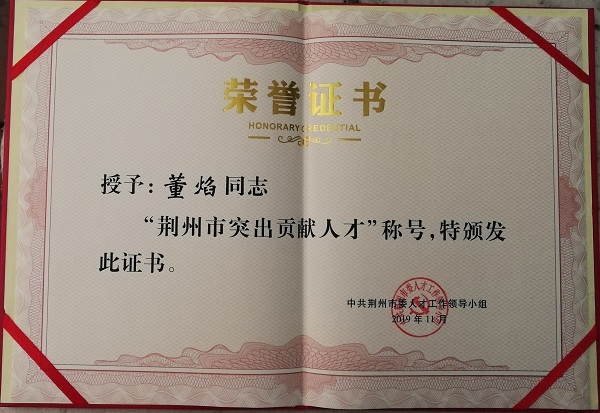 荣誉证书
HONORARY CREDENTIAL
授予：董焰同志
“荆州市突出贡献人才”称号，特颁发
此证书。
中共荆州市委人才工作领导小组
2019年11月